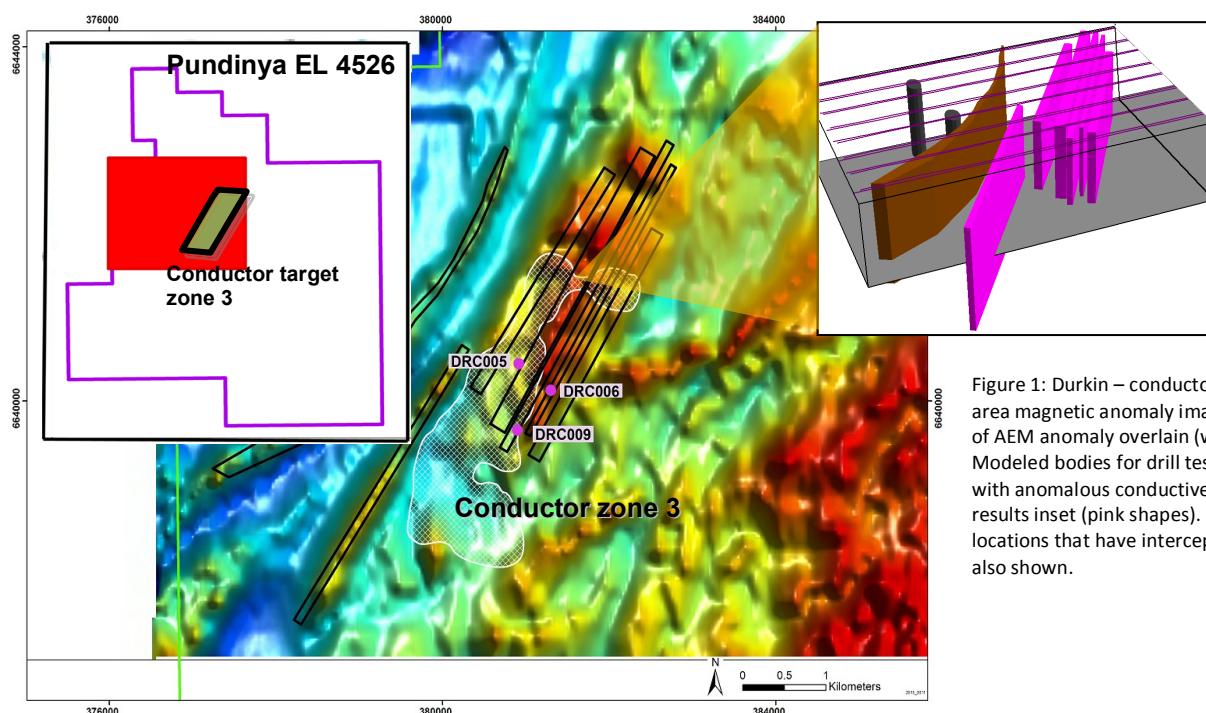 376000
380000
384000
6644000
Pundinya EL 4526
Conductor target
zone 3
DRC005
DRC006
DRC009
6640000
6640000
Conductor zone 3
N
0 0.5 1
Kilometers
376000
380000
384000
Figure 1: Durkin – conducto
area magnetic anomaly ima
of AEM anomaly overlain (w
Modeled bodies for drill tes
with anomalous conductive
results inset (pink shapes).
locations that have intercep
also shown.